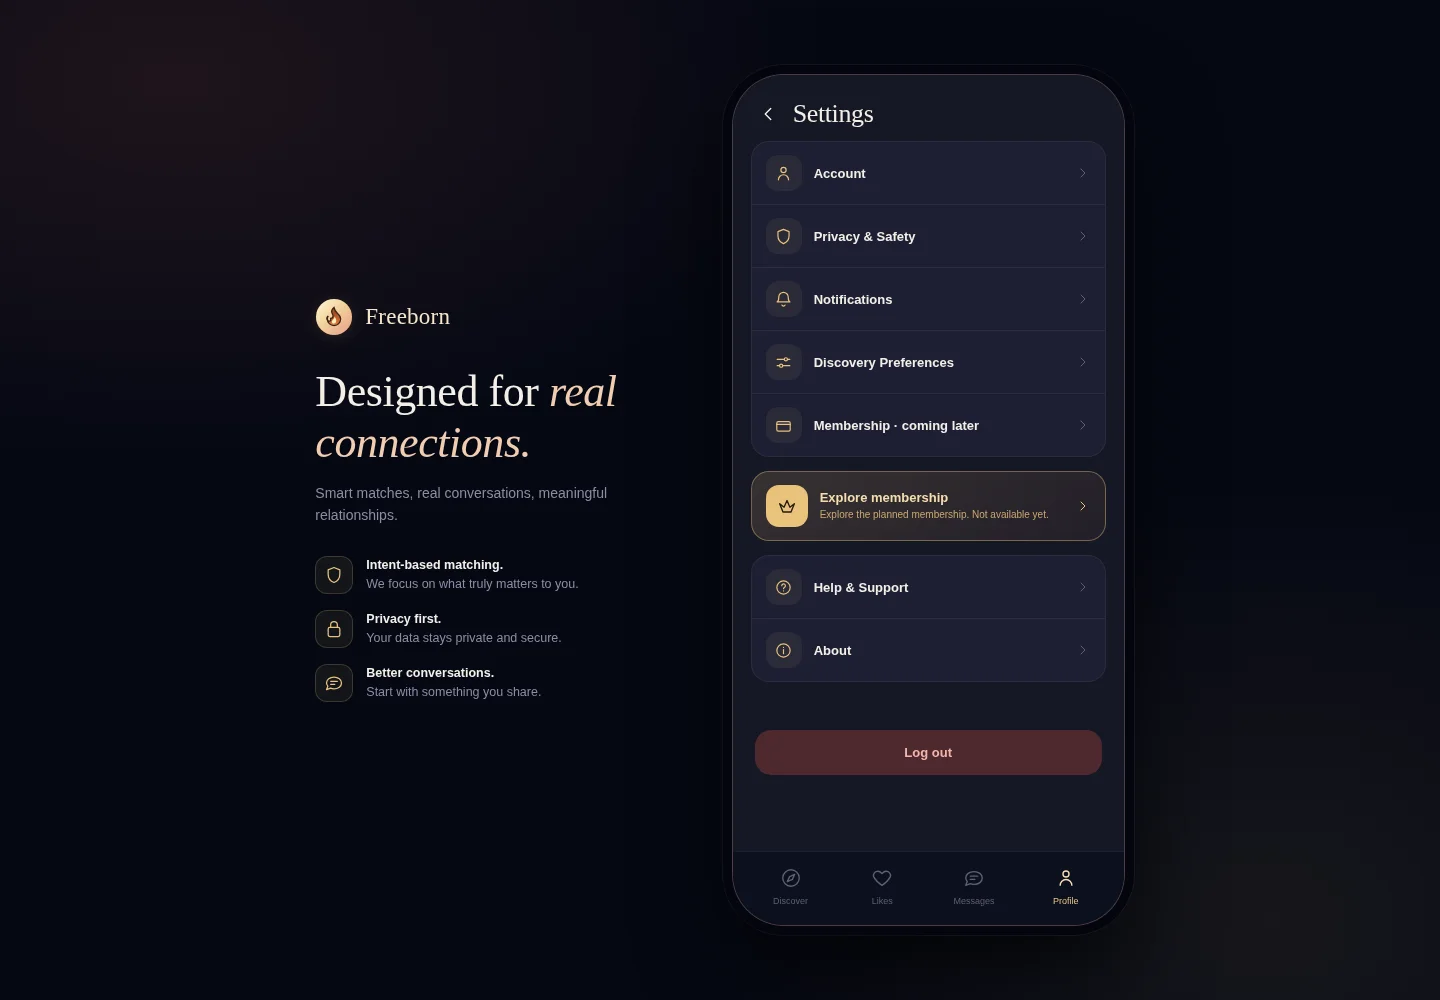 Freeborn
Designed for real
connections.
Smart matches, real conversations, meaningful
relationships.
Intent-based matching.
We focus on what truly matters to you.
Privacy first.
Your data stays private and secure.
Better conversations.
Start with something you share.
Settings
Account
Privacy & Safety
Notifications
Discovery Preferences
Membership · coming later
Explore membership
Explore the planned membership. Not available yet.
Help & Support
About
Log out
Discover
Likes
Messages
Profile